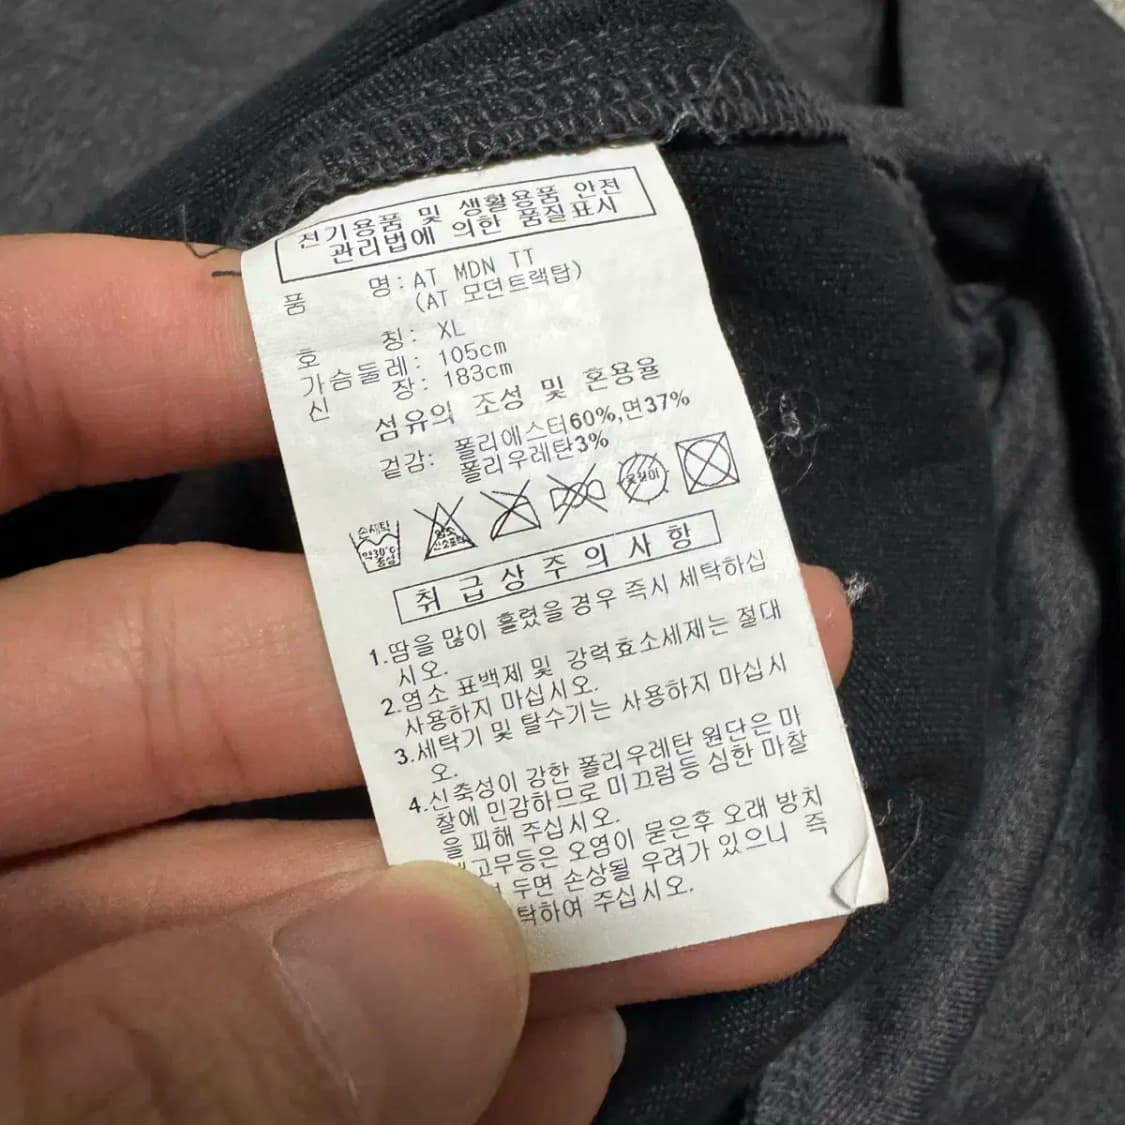 전기용품 및 생활용품 안전
관리법에 의한 품질표시
품 명: AT MDN TT
(AT 모던트랙탑)
호 칭: XL
가슴둘레: 105cm
신 장: 183cm
섬유의 조성 및 혼용율
겉감: 폴리에스터60%,면37%
폴리우레탄3%
손세탁
약30°C
중성
염소
산소표백
옷걸이
취급상주의사항
1.땀을 많이 흘렸을 경우 즉시 세탁하십
시오.
2.염소 표백제 및 강력효소세제는 절대
사용하지 마십시오.
3.세탁기 및 탈수기는 사용하지 마십시
오.
4.신축성이 강한 폴리우레탄 원단은 마
찰에 민감하므로 미끄럼등 심한 마찰
을 피해 주십시오.
고무등은 오염이 묻은후 오래 방치
두면 손상될 우려가 있으니 즉
탁하여 주십시오.